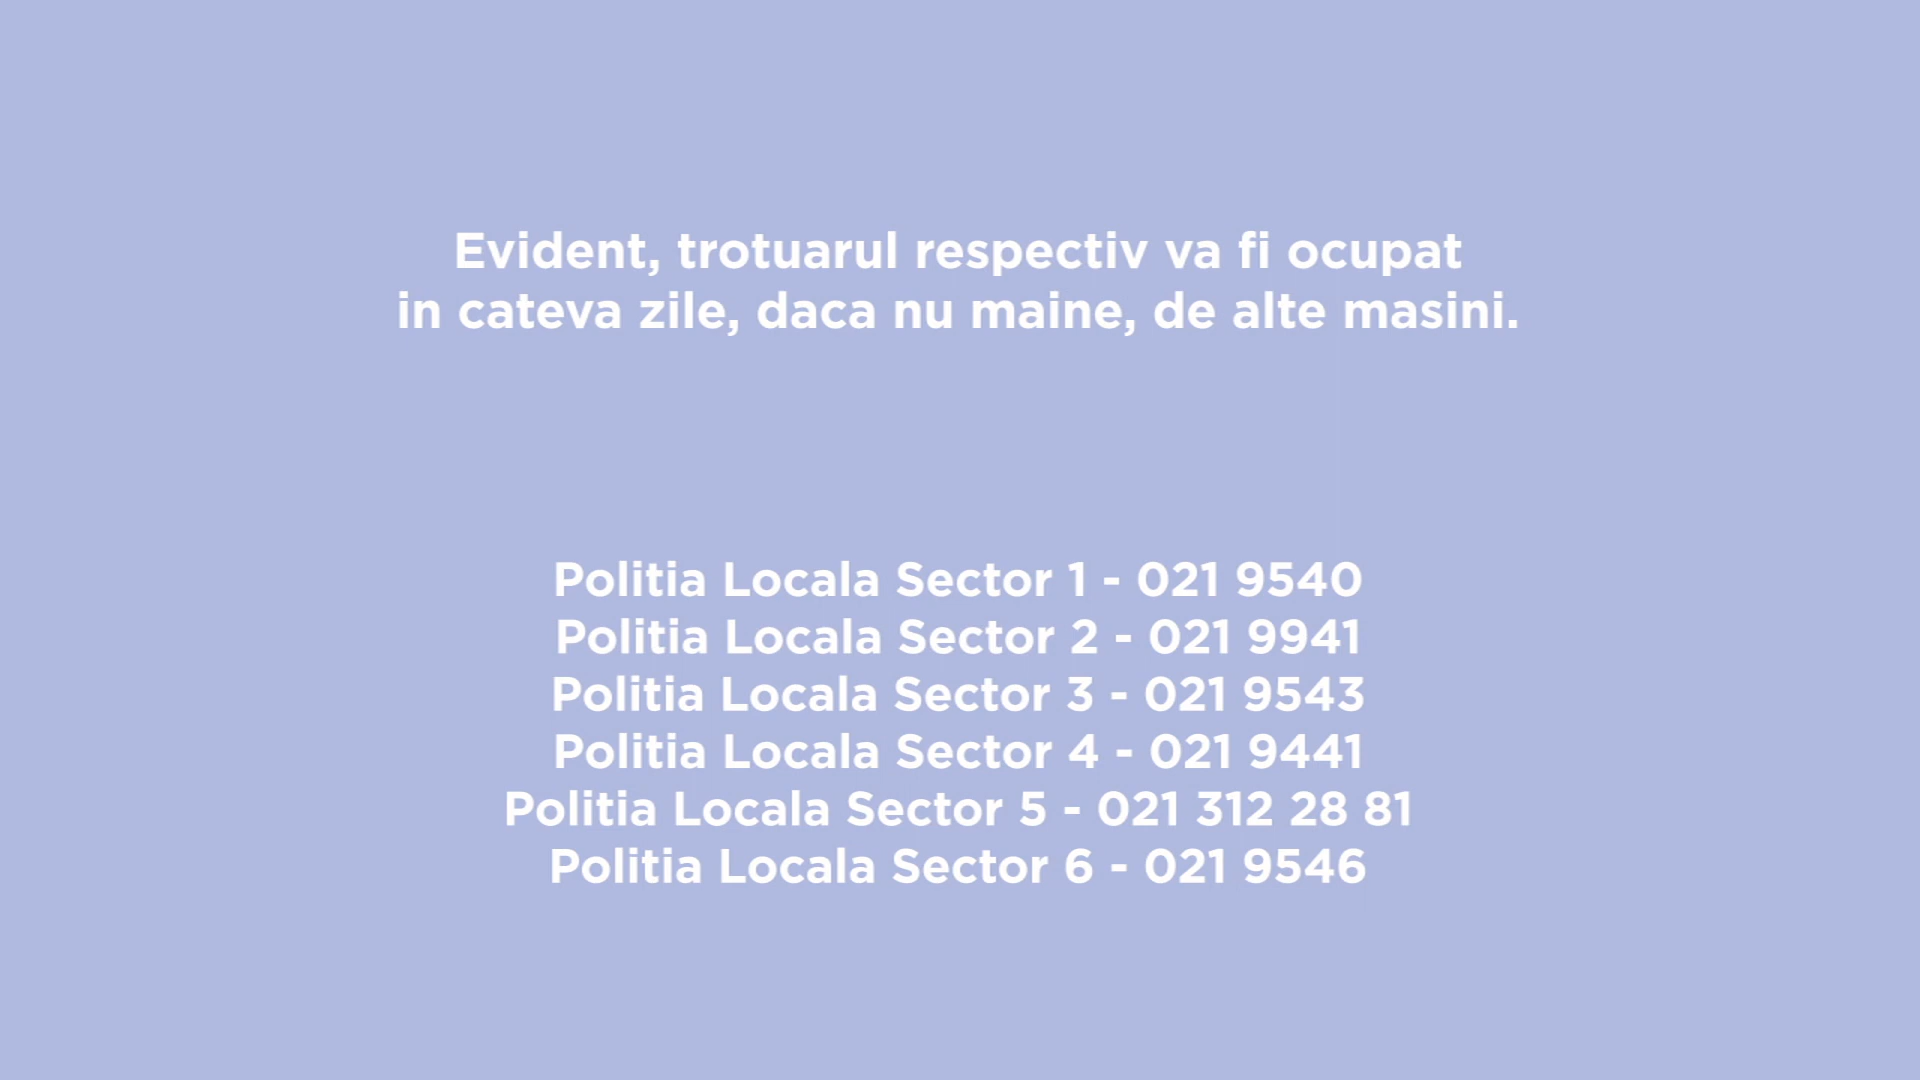 Evident, trotuarul respectiv va fi ocupat
in cateva zile, daca nu maine, de alte masini.
Politia Locala Sector 1 - 021 9540
Politia Locala Sector 2 - 021 9941
Politia Locala Sector 3 - 021 9543
Politia Locala Sector 4 - 021 9441
Politia Locala Sector 5 - 021 312 28 81
Politia Locala Sector 6 - 021 9546